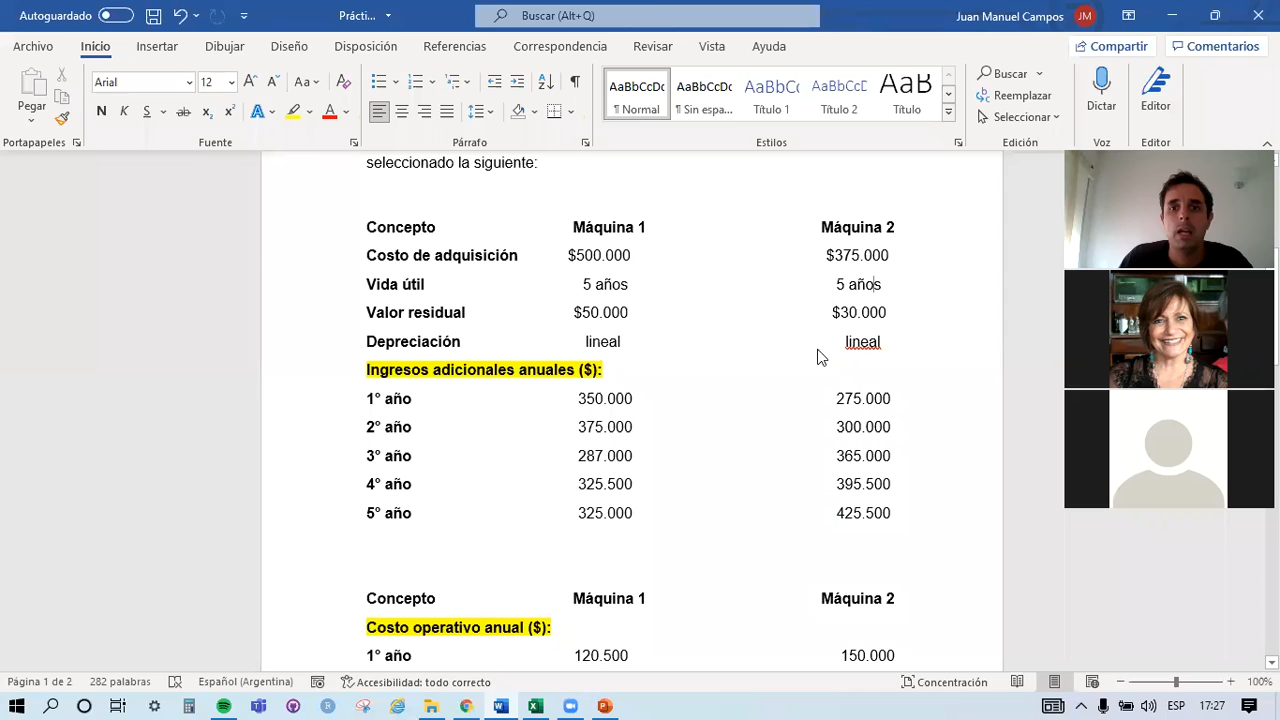 Autoguardado
Prácti...
Buscar (Alt+Q)
Juan Manuel Campos
JM
Archivo Inicio Insertar Dibujar Diseño Disposición Referencias Correspondencia Revisar Vista Ayuda
Compartir
Comentarios
Pegar
Arial
12
Aa
N K S ab x₂ x²
A A
AaBbCcDc
¶ Normal
AaBbCcDc
¶ Sin espa...
AaBbCc
Título 1
AaBbCcD
Título 2
AaB
Título
Buscar
Reemplazar
Seleccionar
Dictar
Editor
Portapapeles
Fuente
Párrafo
Estilos
Edición
Voz
Editor
seleccionado la siguiente:
Concepto Máquina 1 Máquina 2
Costo de adquisición $500.000 $375.000
Vida útil 5 años 5 años
Valor residual $50.000 $30.000
Depreciación lineal lineal
Ingresos adicionales anuales ($):
1° año 350.000 275.000
2° año 375.000 300.000
3° año 287.000 365.000
4° año 325.500 395.500
5° año 325.000 425.500
Concepto Máquina 1 Máquina 2
Costo operativo anual ($):
1° año 120.500 150.000
Página 1 de 2 282 palabras Español (Argentina) Accesibilidad: todo correcto Concentración 100%
ESP 17:27